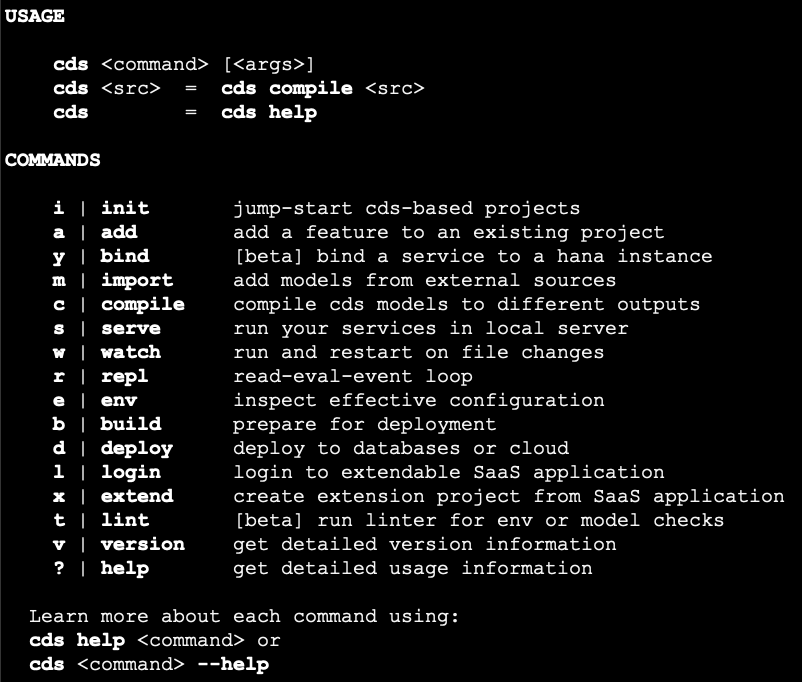 USAGE
cds <command> [<args>]
cds <src> = cds compile <src>
cds = cds help
COMMANDS
i | init jump-start cds-based projects
a | add add a feature to an existing project
y | bind [beta] bind a service to a hana instance
m | import add models from external sources
c | compile compile cds models to different outputs
s | serve run your services in local server
w | watch run and restart on file changes
r | repl read-eval-event loop
e | env inspect effective configuration
b | build prepare for deployment
d | deploy deploy to databases or cloud
l | login login to extendable SaaS application
x | extend create extension project from SaaS application
t | lint [beta] run linter for env or model checks
v | version get detailed version information
? | help get detailed usage information
Learn more about each command using:
cds help <command> or
cds <command> --help